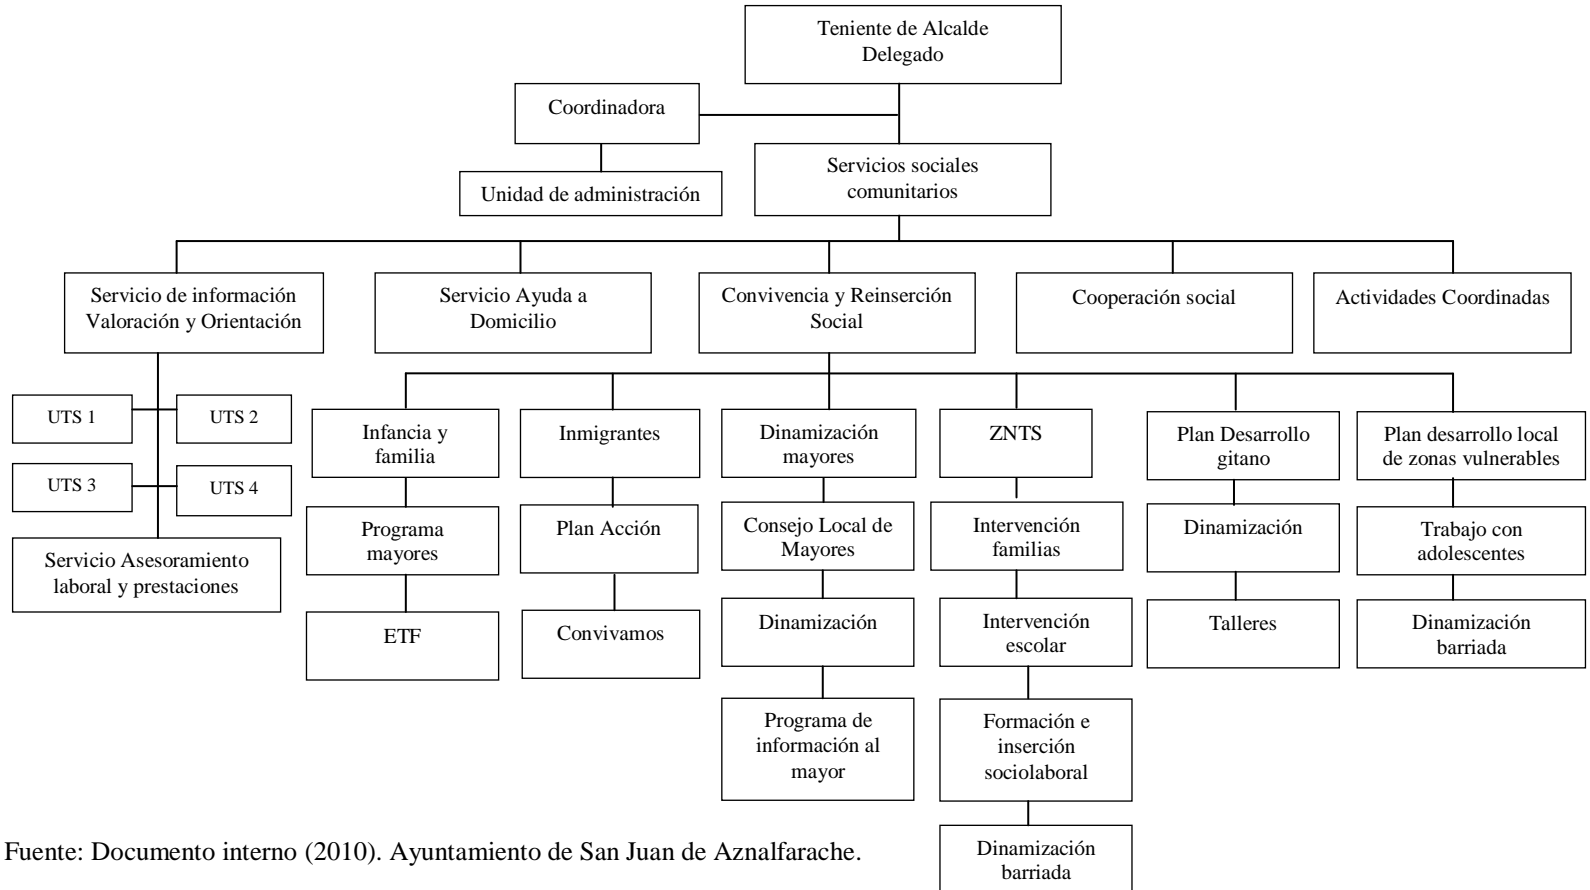 Teniente de Alcalde
Delegado
Coordinadora
Servicios sociales
comunitarios
Unidad de administración
Servicio de información
Valoración y Orientación
Servicio Ayuda a
Domicilio
Convivencia y Reinserción
Social
Cooperación social
Actividades Coordinadas
UTS 1
UTS 2
UTS 3
UTS 4
Servicio Asesoramiento
laboral y prestaciones
Infancia y
familia
Inmigrantes
Dinamización
mayores
ZNTS
Plan Desarrollo
gitano
Plan desarrollo local
de zonas vulnerables
Programa
mayores
Plan Acción
Consejo Local de
Mayores
Intervención
familias
Dinamización
Trabajo con
adolescentes
ETF
Convivamos
Dinamización
Intervención
escolar
Talleres
Dinamización
barriada
Programa de
información al
mayor
Formación e
inserción
sociolaboral
Dinamización
barriada
Fuente: Documento interno (2010). Ayuntamiento de San Juan de Aznalfarache.